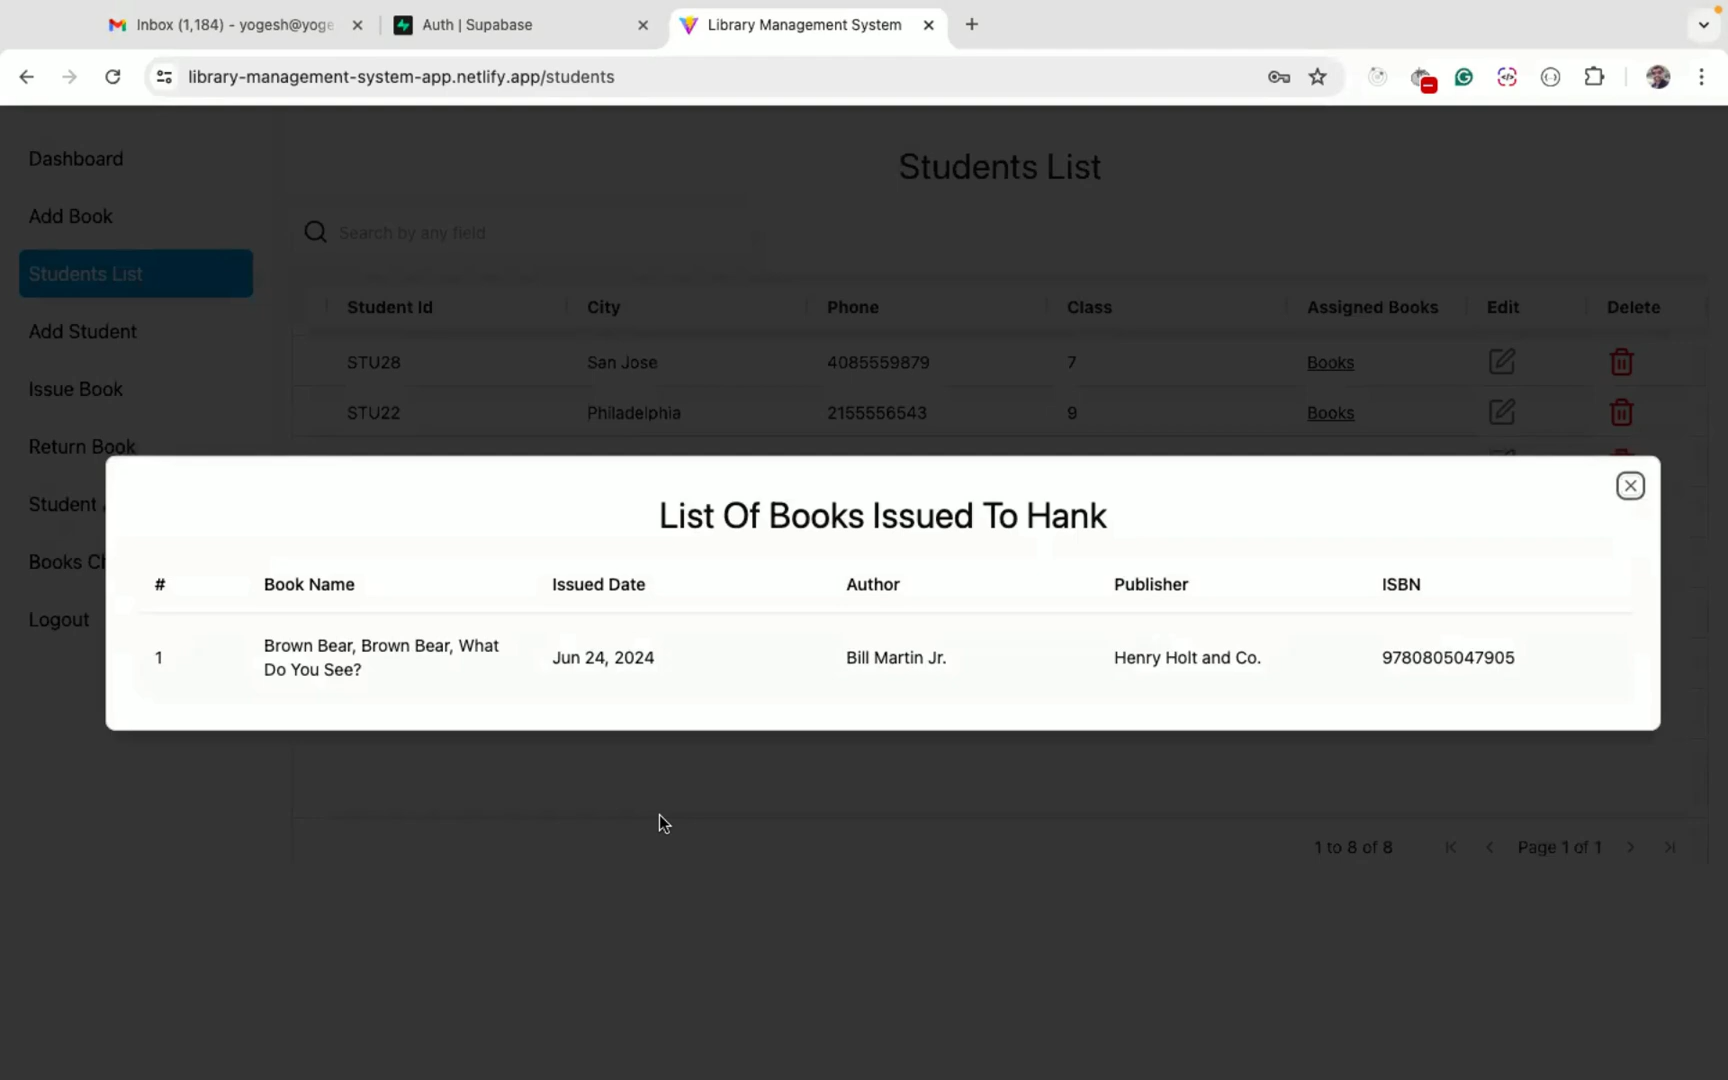 Inbox (1,184) - yogesh@yoge
Auth | Supabase
Library Management System
library-management-system-app.netlify.app/students
Dashboard
Add Book
Students List
Add Student
Issue Book
Return Book
Student
Books Ch
Logout
Students List
Search by any field
Student Id City Phone Class Assigned Books Edit Delete
STU28 San Jose 4085559879 7 Books
STU22 Philadelphia 2155556543 9 Books
List Of Books Issued To Hank
# Book Name Issued Date Author Publisher ISBN
1 Brown Bear, Brown Bear, What Jun 24, 2024 Bill Martin Jr. Henry Holt and Co. 9780805047905
Do You See?
1 to 8 of 8 Page 1 of 1